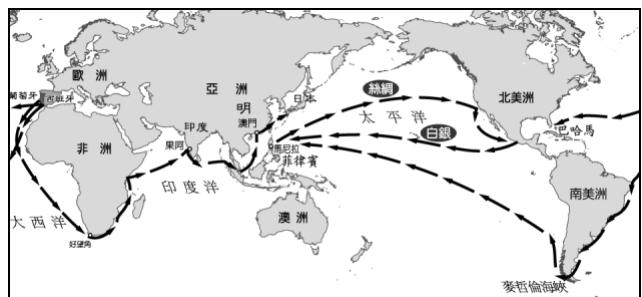 歐洲
亞洲
北美洲
葡萄牙
西班牙
絲綢
日本
明
太平洋
澳門
印度
白銀
巴哈馬
非洲
果阿
馬尼拉
菲律賓
印度洋
南美洲
澳洲
大西洋
好望角
麥哲倫海峽